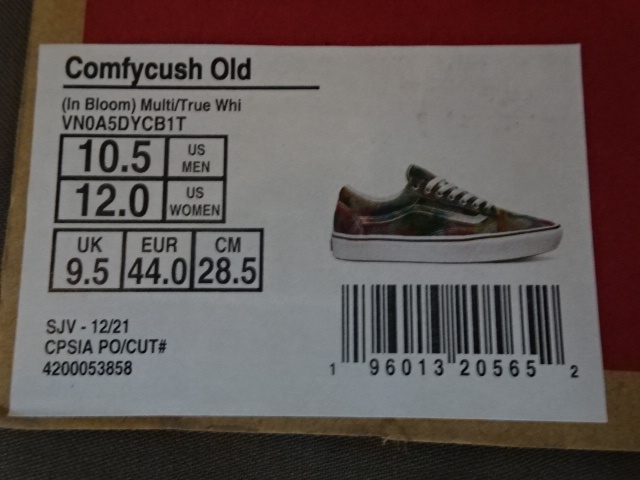 Comfycush Old
(In Bloom) Multi/True Whi
VN0A5DYCB1T
10.5 US MEN
12.0 US WOMEN
UK EUR CM
9.5 44.0 28.5
SJV - 12/21
CPSIA PO/CUT#
4200053858
1 96013 20565 2